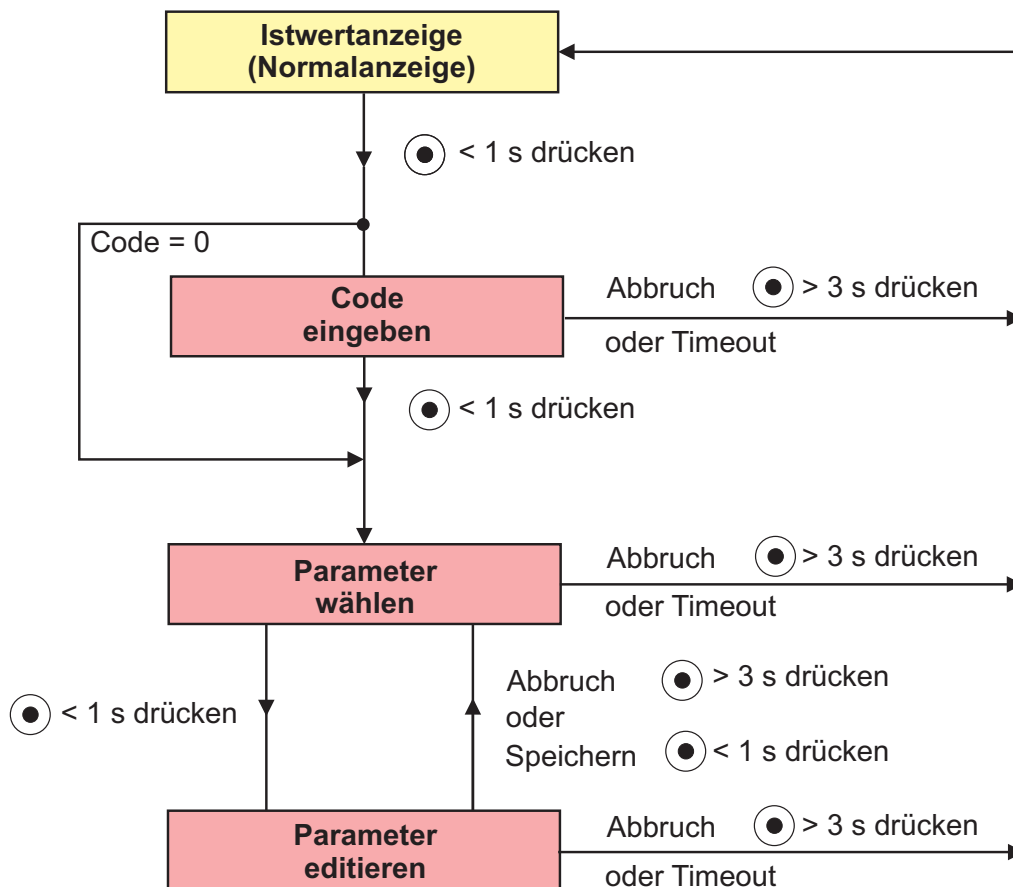 Istwertanzeige
(Normalanzeige)
< 1 s drücken
Code = 0
Code
eingeben
Abbruch > 3 s drücken
oder Timeout
< 1 s drücken
Parameter
wählen
Abbruch > 3 s drücken
oder Timeout
< 1 s drücken
Abbruch > 3 s drücken
oder
Speichern < 1 s drücken
Parameter
editieren
Abbruch > 3 s drücken
oder Timeout